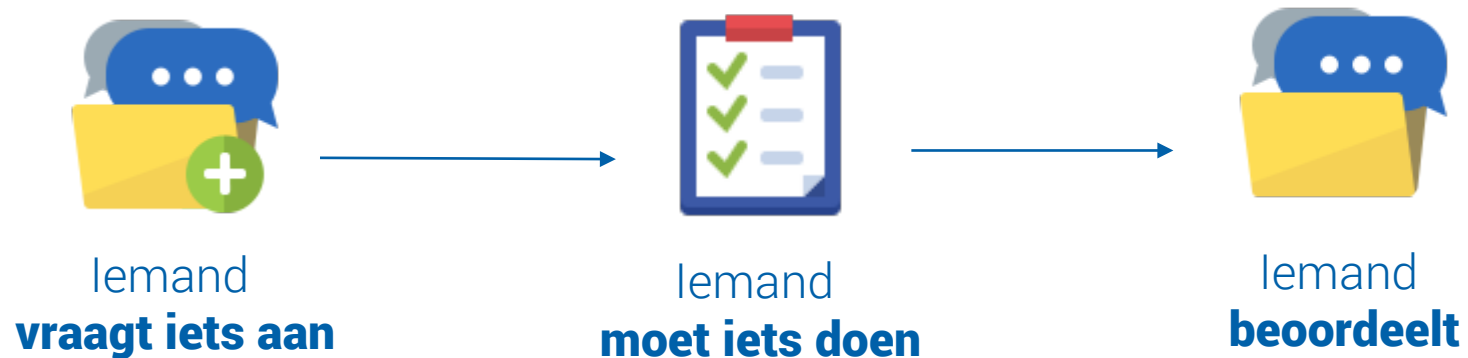 Iemand
vraagt iets aan
Iemand
moet iets doen
Iemand
beoordeelt